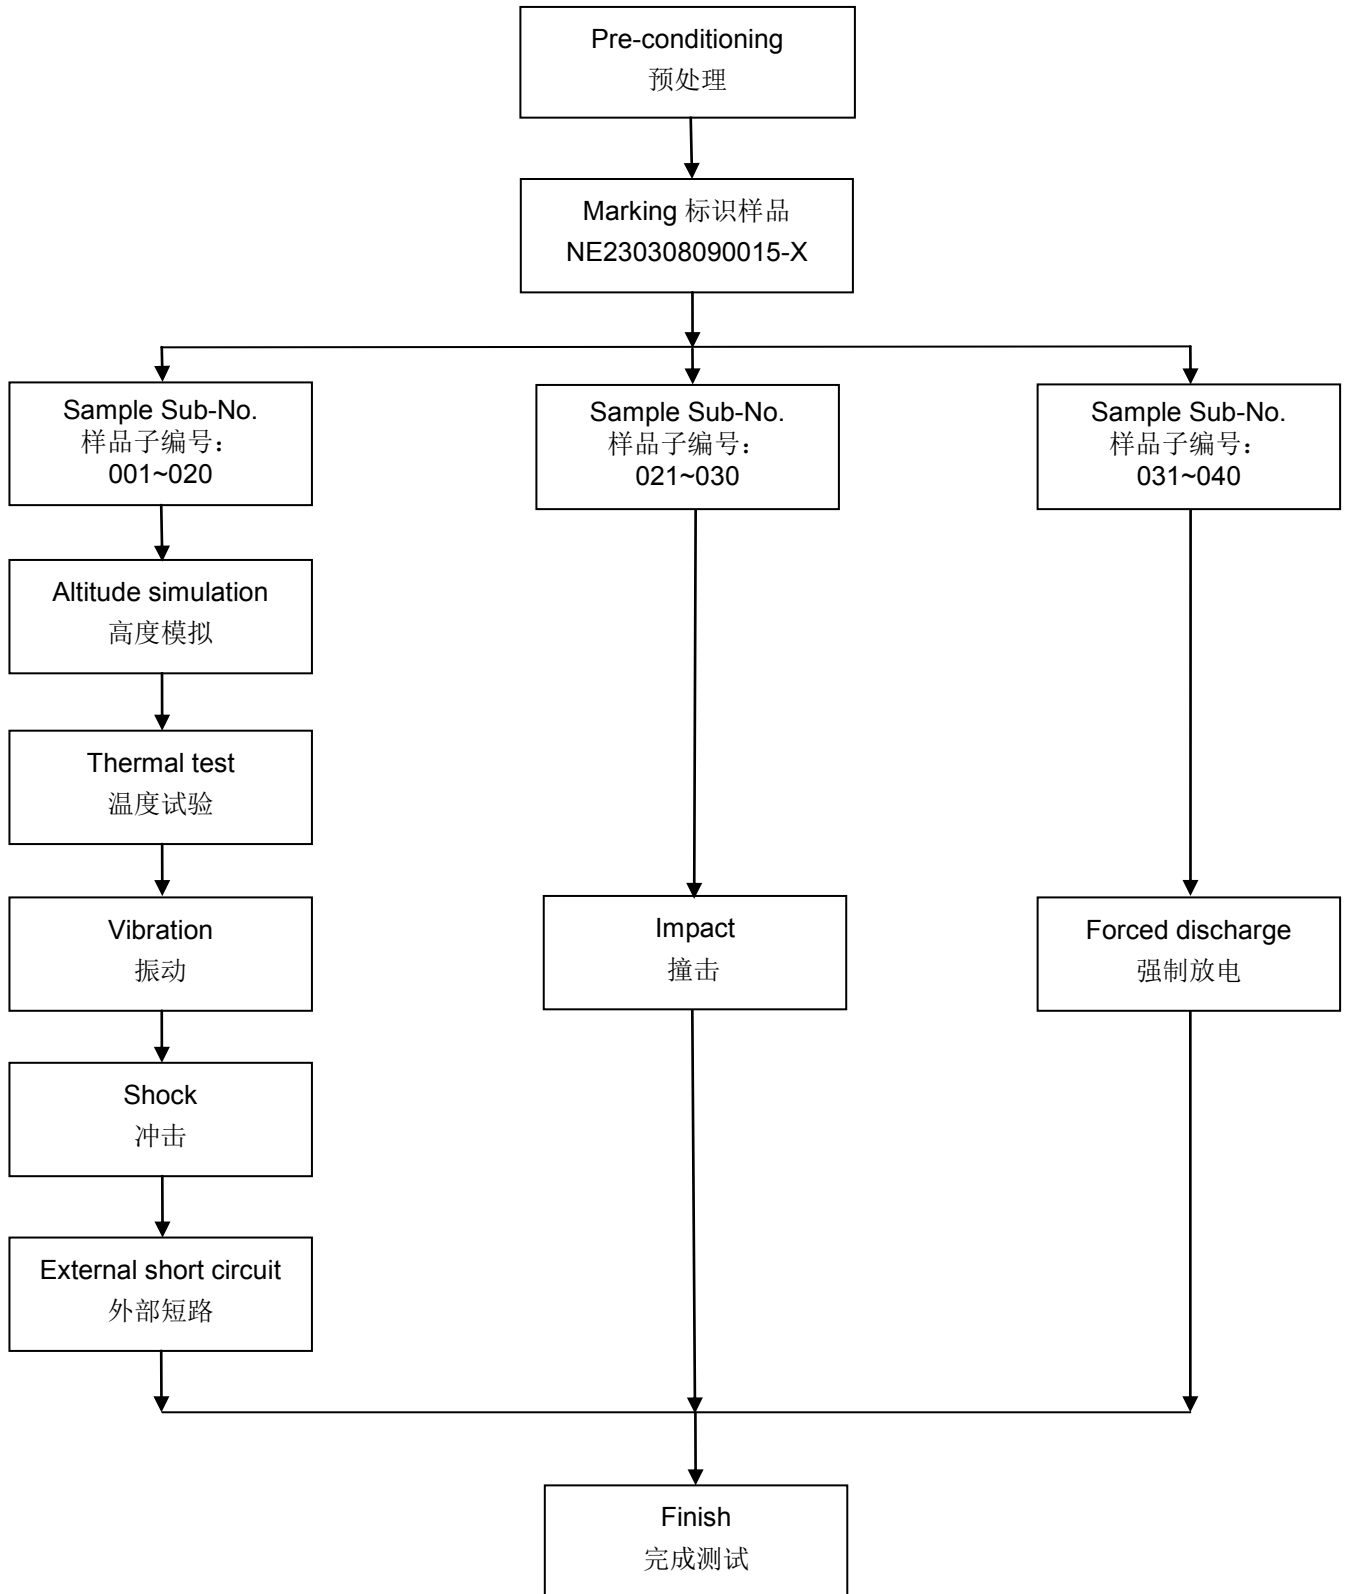 Pre-conditioning
预处理
Marking 标识样品
NE230308090015-X
Sample Sub-No.
样品子编号：
001~020
Sample Sub-No.
样品子编号：
021~030
Sample Sub-No.
样品子编号：
031~040
Altitude simulation
高度模拟
Thermal test
温度试验
Vibration
振动
Impact
撞击
Forced discharge
强制放电
Shock
冲击
External short circuit
外部短路
Finish
完成测试